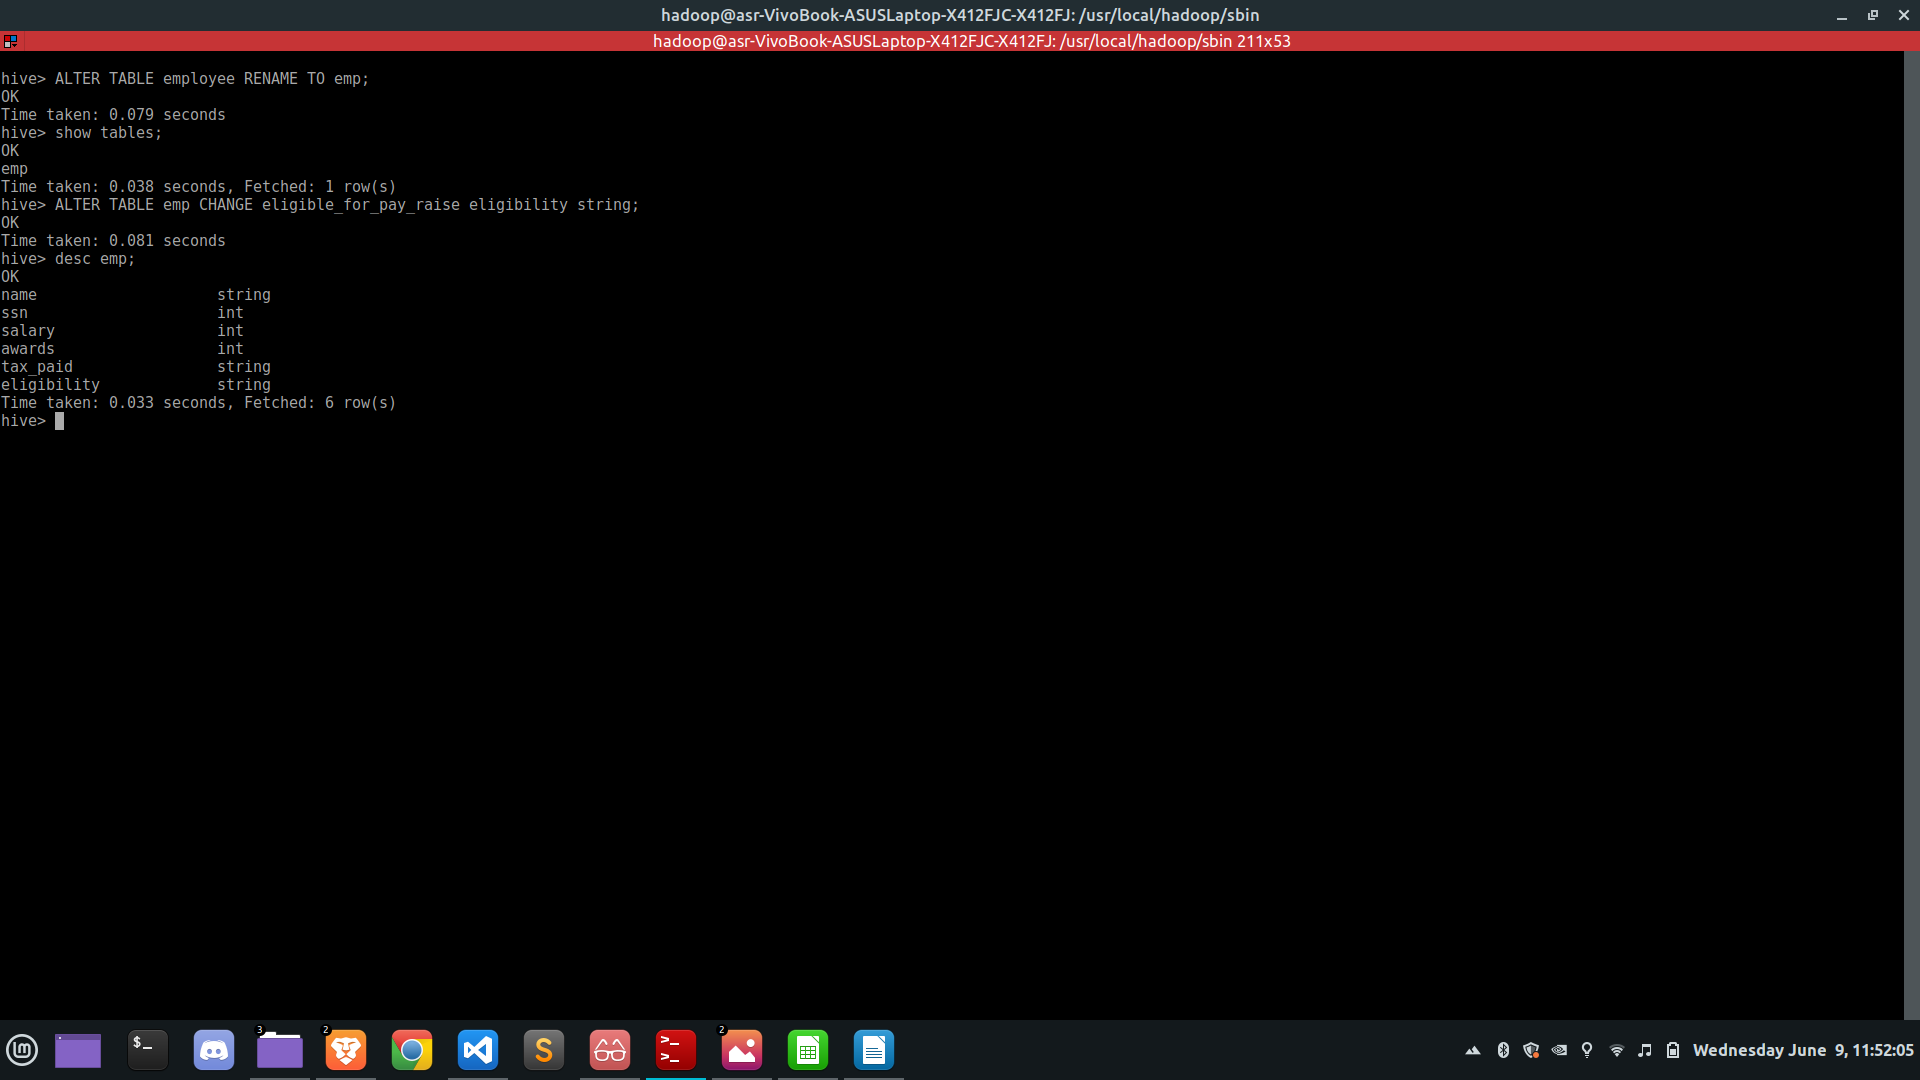 hadoop@asr-VivoBook-ASUSLaptop-X412FJC-X412FJ: /usr/local/hadoop/sbin
hadoop@asr-VivoBook-ASUSLaptop-X412FJC-X412FJ: /usr/local/hadoop/sbin 211x53
hive> ALTER TABLE employee RENAME TO emp;
OK
Time taken: 0.079 seconds
hive> show tables;
OK
emp
Time taken: 0.038 seconds, Fetched: 1 row(s)
hive> ALTER TABLE emp CHANGE eligible_for_pay_raise eligibility string;
OK
Time taken: 0.081 seconds
hive> desc emp;
OK
name                    string
ssn                     int
salary                  int
awards                  int
tax_paid                string
eligibility             string
Time taken: 0.033 seconds, Fetched: 6 row(s)
hive>
3 2 2
$_ S >_ >_
Wednesday June  9, 11:52:05